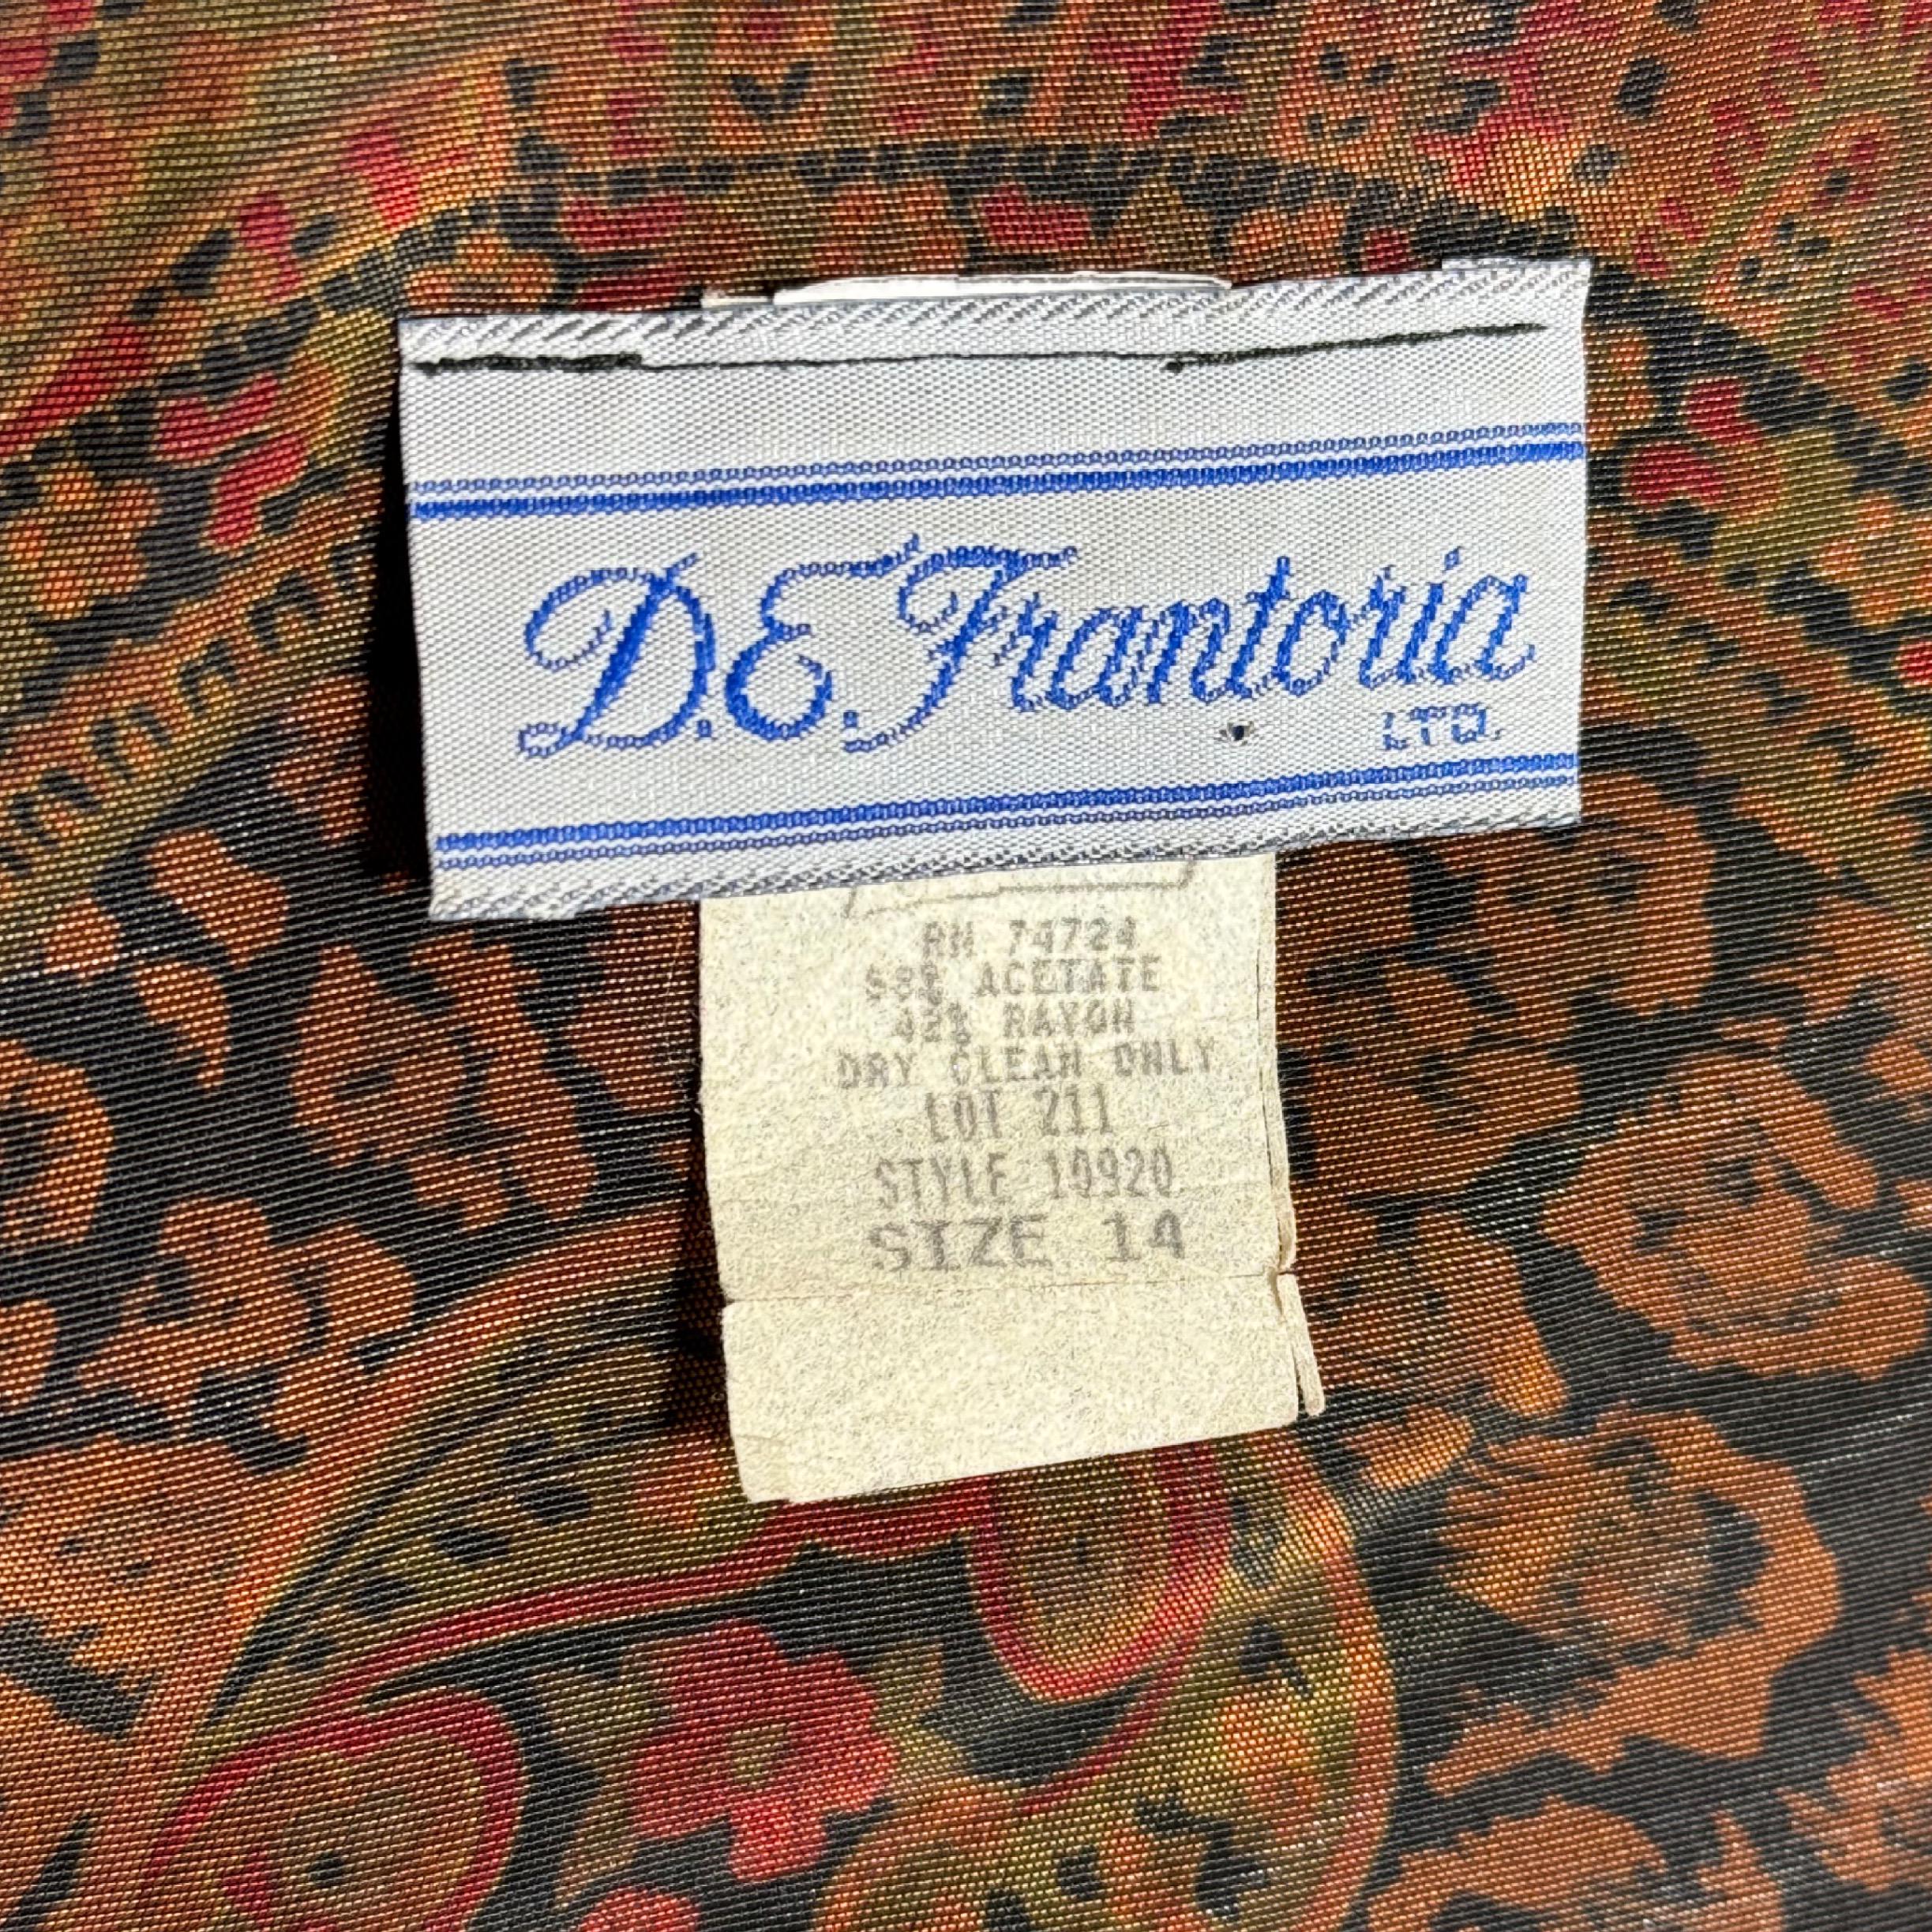 D.E. Frantoria
LTD.
RN 74724
58% ACETATE
42% RAYON
DRY CLEAN ONLY
LOT 211
STYLE 10920
SIZE 14